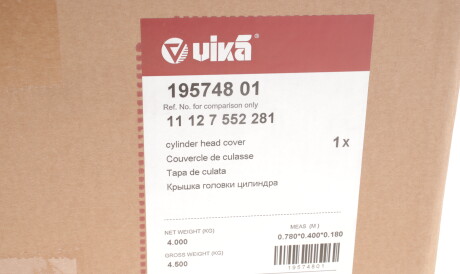 vika®
195748 01
Ref. No. for comparison only
11 12 7 552 281
cylinder head cover 1 x
Couvercle de culasse
Tapa de culata
Крышка головки цилиндра
NET WEIGHT (KG) MEAS. (M )
4.000 0.780*0.400*0.180
GROSS WEIGHT (KG)
4.500 19574801